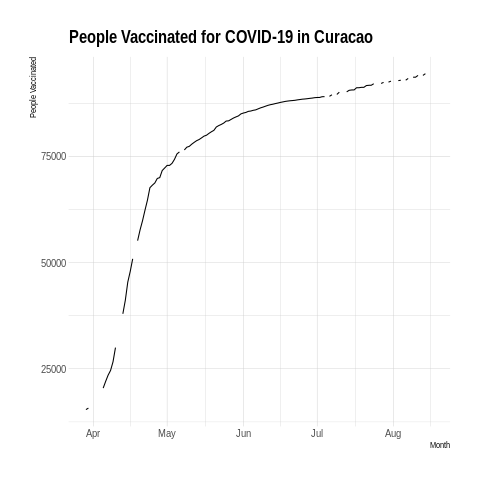 People Vaccinated for COVID-19 in Curacao
People Vaccinated
75000
50000
25000
Apr May Jun Jul Aug
Month